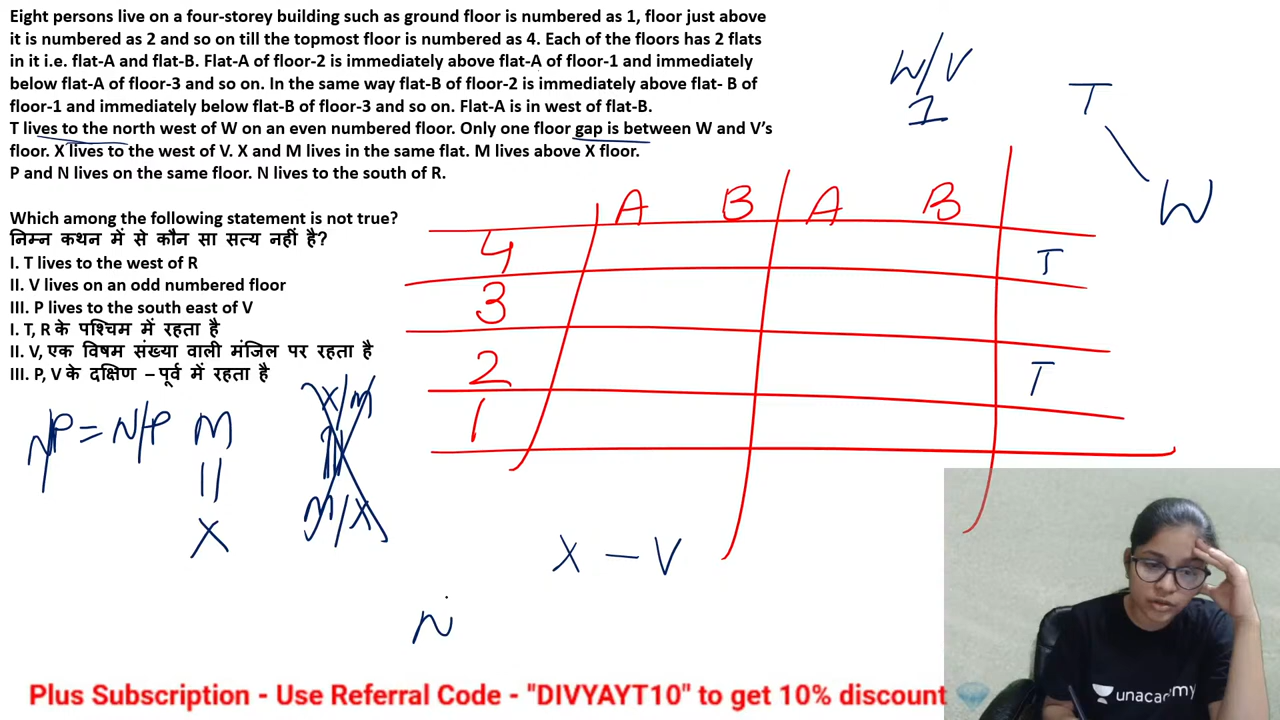 Eight persons live on a four-storey building such as ground floor is numbered as 1, floor just above
it is numbered as 2 and so on till the topmost floor is numbered as 4. Each of the floors has 2 flats
in it i.e. flat-A and flat-B. Flat-A of floor-2 is immediately above flat-A of floor-1 and immediately
below flat-A of floor-3 and so on. In the same way flat-B of floor-2 is immediately above flat- B of
floor-1 and immediately below flat-B of floor-3 and so on. Flat-A is in west of flat-B.
T lives to the north west of W on an even numbered floor. Only one floor gap is between W and V’s
floor. X lives to the west of V. X and M lives in the same flat. M lives above X floor.
P and N lives on the same floor. N lives to the south of R.
Which among the following statement is not true?
निम्न कथन में से कौन सा सत्य नहीं है?
I. T lives to the west of R
II. V lives on an odd numbered floor
III. P lives to the south east of V
I. T, R के पश्चिम में रहता है
II. V, एक विषम संख्या वाली मंजिल पर रहता है
III. P, V के दक्षिण – पूर्व में रहता है
W/V
1
T
W
A B A B
4 T
3
2 T
1
NP = N/P
M
||
X
X/M
M/X
X – V
N
unacademy
Plus Subscription - Use Referral Code - "DIVYAYT10" to get 10% discount 💎